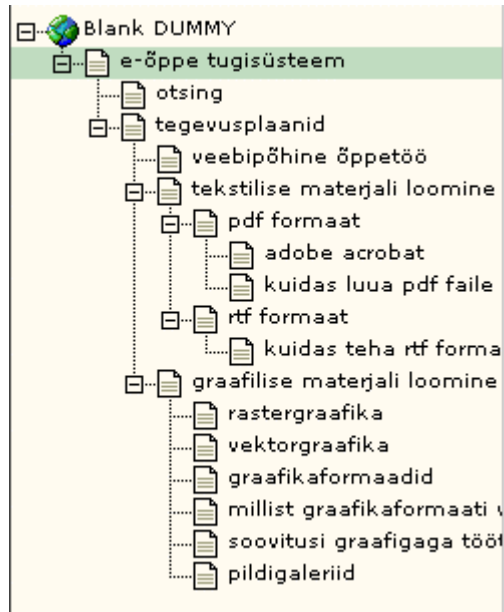 Blank DUMMY
e-õppe tugisüsteem
otsing
tegevusplaanid
veebipõhine õppetöö
tekstilise materjali loomine
pdf formaat
adobe acrobat
kuidas luua pdf faile
rtf formaat
kuidas teha rtf forma
graafilise materjali loomine
rastergraafika
vektorgraafika
graafikaformaadid
millist graafikaformaati
soovitusi graafigaga tööt
pildigaleriid